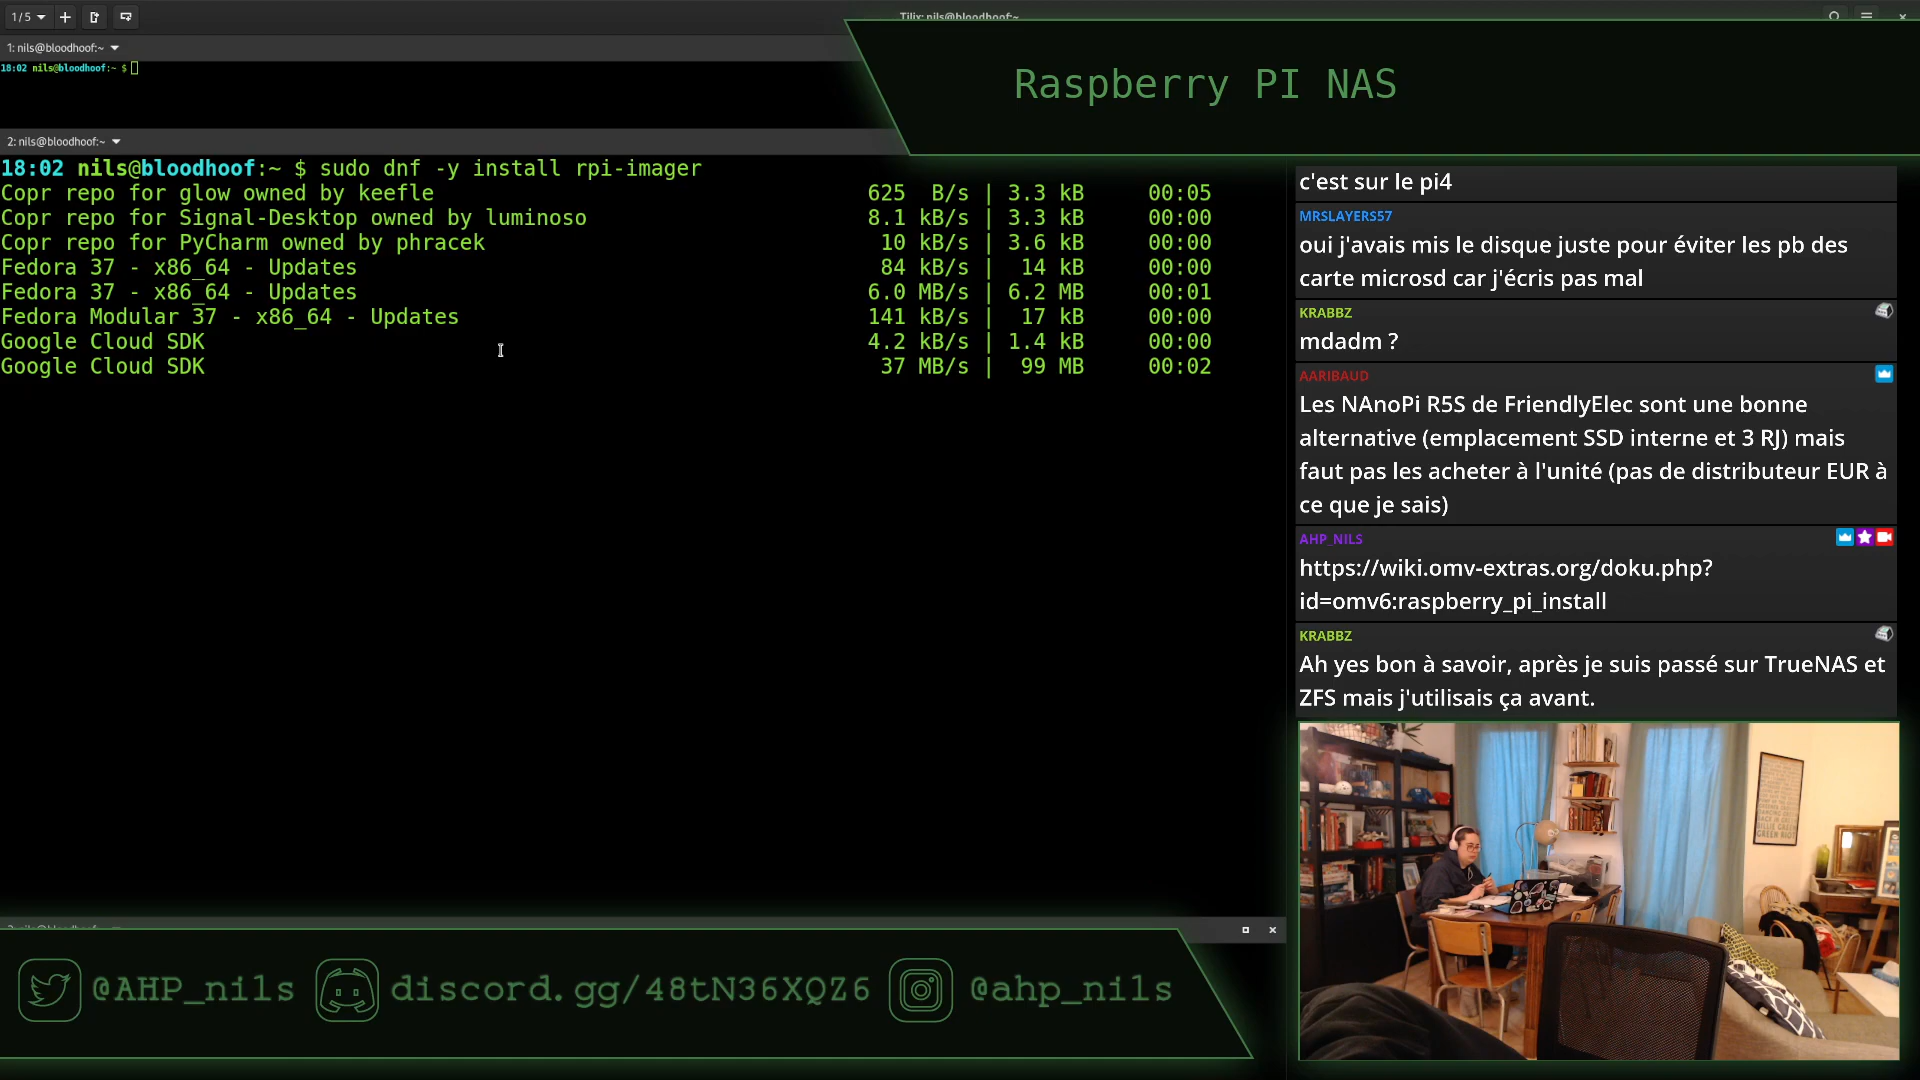 1/5
Tilix: nils@bloodhoof:~
1: nils@bloodhoof:~
18:02 nils@bloodhoof:~ $
Raspberry PI NAS
2: nils@bloodhoof:~
18:02 nils@bloodhoof:~ $ sudo dnf -y install rpi-imager
Copr repo for glow owned by keefle 625 B/s | 3.3 kB 00:05
Copr repo for Signal-Desktop owned by luminoso 8.1 kB/s | 3.3 kB 00:00
Copr repo for PyCharm owned by phracek 10 kB/s | 3.6 kB 00:00
Fedora 37 - x86_64 - Updates 84 kB/s | 14 kB 00:00
Fedora 37 - x86_64 - Updates 6.0 MB/s | 6.2 MB 00:01
Fedora Modular 37 - x86_64 - Updates 141 kB/s | 17 kB 00:00
Google Cloud SDK 4.2 kB/s | 1.4 kB 00:00
Google Cloud SDK 37 MB/s | 99 MB 00:02
c'est sur le pi4
MRSLAYERS57
oui j'avais mis le disque juste pour éviter les pb des
carte microsd car j'écris pas mal
KRABBZ
mdadm ?
AARIBAUD
Les NAnoPi R5S de FriendlyElec sont une bonne
alternative (emplacement SSD interne et 3 RJ) mais
faut pas les acheter à l'unité (pas de distributeur EUR à
ce que je sais)
AHP_NILS
https://wiki.omv-extras.org/doku.php?
id=omv6:raspberry_pi_install
KRABBZ
Ah yes bon à savoir, après je suis passé sur TrueNAS et
ZFS mais j'utilisais ça avant.
@AHP_nils discord.gg/48tN36XQZ6 @ahp_nils